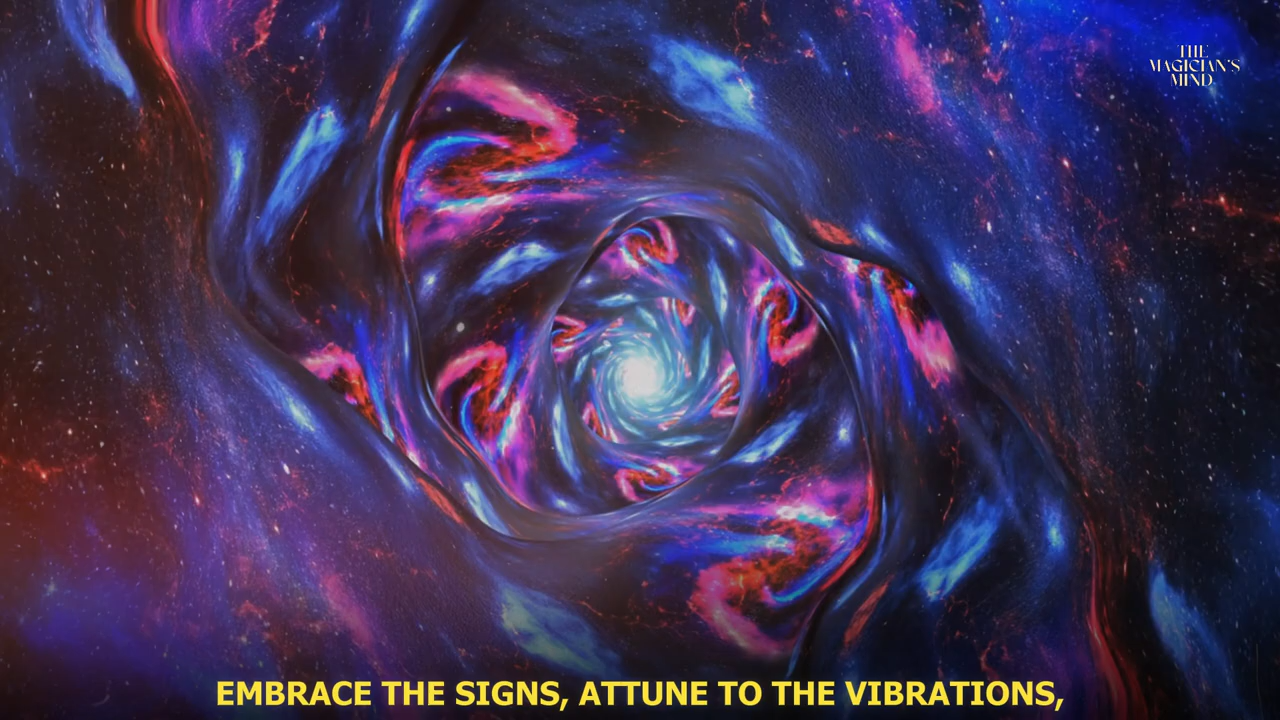 THE
MAGICIAN'S
MIND
EMBRACE THE SIGNS, ATTUNE TO THE VIBRATIONS,